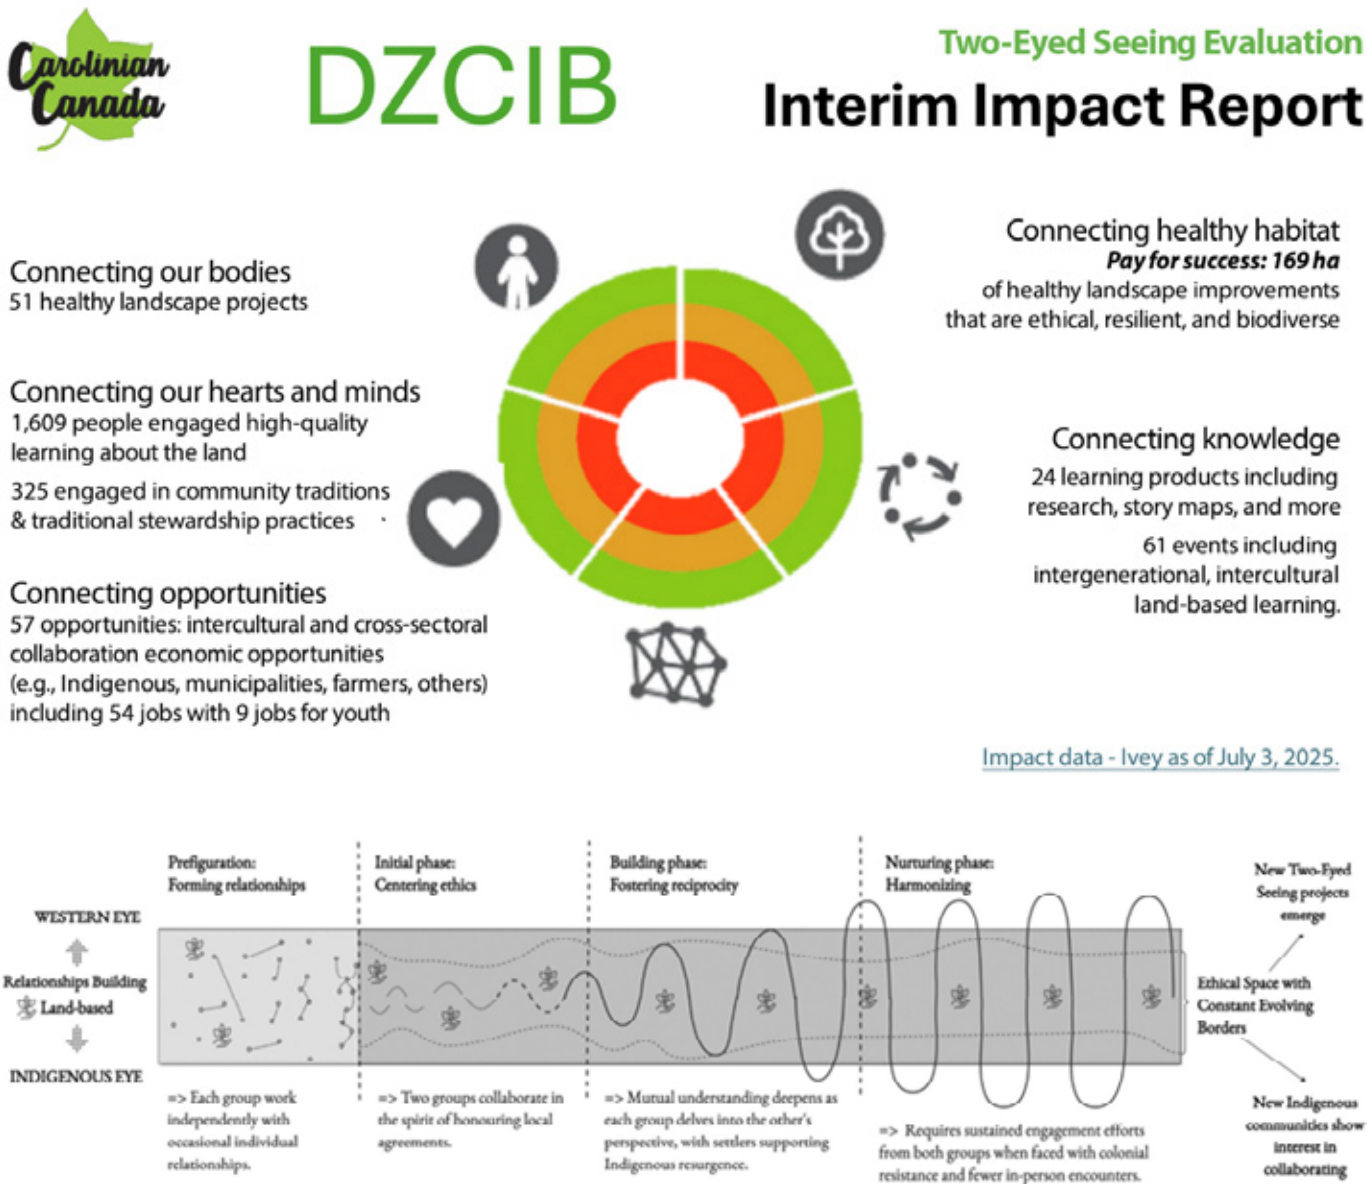 Carolinian
Canada
DZCIB
Two-Eyed Seeing Evaluation
Interim Impact Report
Connecting our bodies
51 healthy landscape projects
Connecting our hearts and minds
1,609 people engaged high-quality
learning about the land
325 engaged in community traditions
& traditional stewardship practices
Connecting opportunities
57 opportunities: intercultural and cross-sectoral
collaboration economic opportunities
(e.g., Indigenous, municipalities, farmers, others)
including 54 jobs with 9 jobs for youth
Connecting healthy habitat
Pay for success: 169 ha
of healthy landscape improvements
that are ethical, resilient, and biodiverse
Connecting knowledge
24 learning products including
research, story maps, and more
61 events including
intergenerational, intercultural
land-based learning.
Impact data - Ivey as of July 3, 2025.
Prefiguration:
Forming relationships
Initial phase:
Centering ethics
Building phase:
Fostering reciprocity
Nurturing phase:
Harmonizing
WESTERN EYE
Relationships Building
Land-based
INDIGENOUS EYE
=> Each group work
independently with
occasional individual
relationships.
=> Two groups collaborate in
the spirit of honouring local
agreements.
=> Mutual understanding deepens as
each group delves into the other's
perspective, with settlers supporting
Indigenous resurgence.
=> Requires sustained engagement efforts
from both groups when faced with colonial
resistance and fewer in-person encounters.
New Two-Eyed
Seeing projects
emerge
Ethical Space with
Constant Evolving
Borders
New Indigenous
communities show
interest in
collaborating